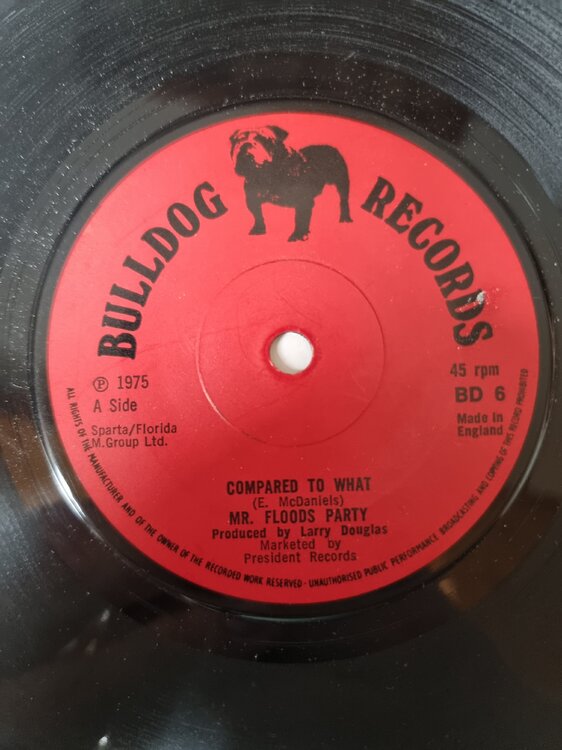 BULLDOG RECORDS
℗ 1975
A Side
Sparta/Florida
M.Group Ltd.
45 rpm
BD 6
Made in
England
COMPARED TO WHAT
(E. McDaniels)
MR. FLOODS PARTY
Produced by Larry Douglas
Marketed by
President Records
ALL RIGHTS OF THE MANUFACTURER AND OF THE OWNER OF THE RECORDED WORK RESERVED · UNAUTHORISED PUBLIC PERFORMANCE BROADCASTING AND COPYING OF THIS RECORD PROHIBITED